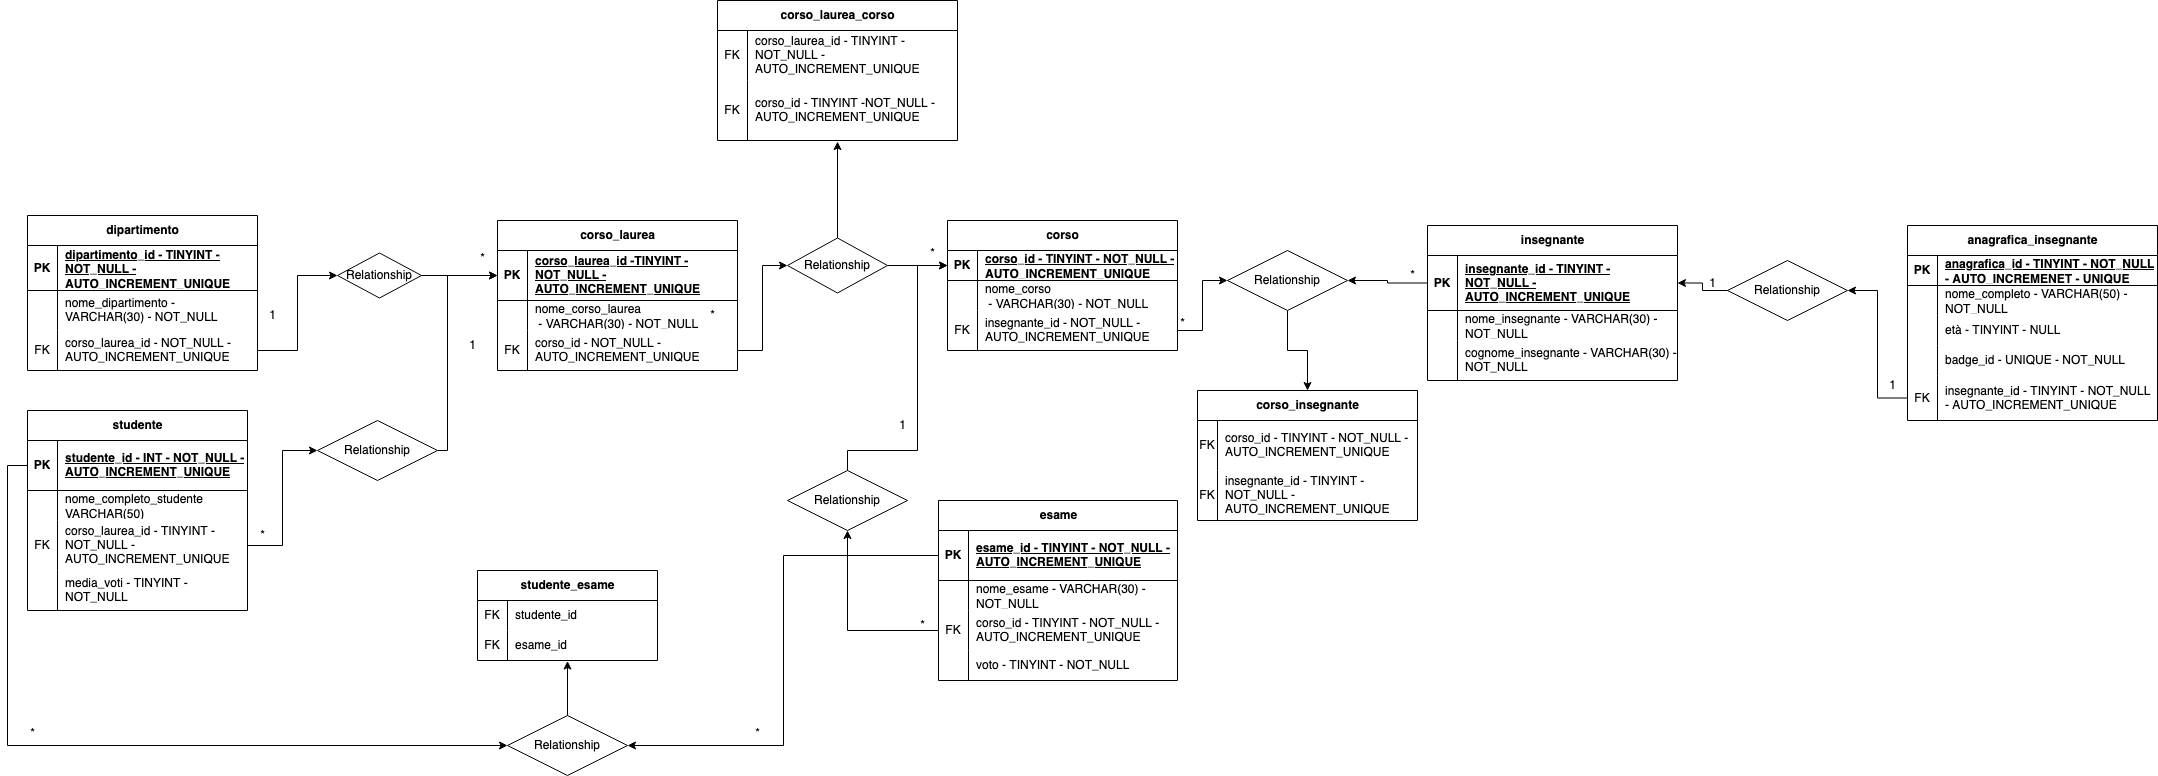 corso_laurea_corso
FK
corso_laurea_id - TINYINT -
NOT_NULL -
AUTO_INCREMENT_UNIQUE
FK
corso_id - TINYINT -NOT_NULL -
AUTO_INCREMENT_UNIQUE
dipartimento
PK
dipartimento_id - TINYINT -
NOT_NULL -
AUTO_INCREMENT_UNIQUE
nome_dipartimento -
VARCHAR(30) - NOT_NULL
FK
corso_laurea_id - NOT_NULL -
AUTO_INCREMENT_UNIQUE
1
Relationship
*
1
corso_laurea
PK
corso_laurea_id -TINYINT -
NOT_NULL -
AUTO_INCREMENT_UNIQUE
nome_corso_laurea
- VARCHAR(30) - NOT_NULL
*
FK
corso_id - NOT_NULL -
AUTO_INCREMENT_UNIQUE
Relationship
*
corso
PK
corso_id - TINYINT - NOT_NULL -
AUTO_INCREMENT_UNIQUE
nome_corso
- VARCHAR(30) - NOT_NULL
FK
insegnante_id - NOT_NULL -
AUTO_INCREMENT_UNIQUE
*
Relationship
*
insegnante
PK
insegnante_id - TINYINT -
NOT_NULL -
AUTO_INCREMENT_UNIQUE
nome_insegnante - VARCHAR(30) -
NOT_NULL
cognome_insegnante - VARCHAR(30) -
NOT_NULL
1
Relationship
1
anagrafica_insegnante
PK
anagrafica_id - TINYINT - NOT_NULL
- AUTO_INCREMENET - UNIQUE
nome_completo - VARCHAR(50) -
NOT_NULL
età - TINYINT - NULL
badge_id - UNIQUE - NOT_NULL
FK
insegnante_id - TINYINT - NOT_NULL
- AUTO_INCREMENT_UNIQUE
studente
PK
studente_id - INT - NOT_NULL -
AUTO_INCREMENT_UNIQUE
nome_completo_studente
VARCHAR(50)
FK
corso_laurea_id - TINYINT -
NOT_NULL -
AUTO_INCREMENT_UNIQUE
media_voti - TINYINT -
NOT_NULL
*
Relationship
1
Relationship
corso_insegnante
FK
corso_id - TINYINT - NOT_NULL -
AUTO_INCREMENT_UNIQUE
FK
insegnante_id - TINYINT -
NOT_NULL -
AUTO_INCREMENT_UNIQUE
esame
PK
esame_id - TINYINT - NOT_NULL -
AUTO_INCREMENT_UNIQUE
nome_esame - VARCHAR(30) -
NOT_NULL
*
FK
corso_id - TINYINT - NOT_NULL -
AUTO_INCREMENT_UNIQUE
voto - TINYINT - NOT_NULL
studente_esame
FK
studente_id
FK
esame_id
*
Relationship
*